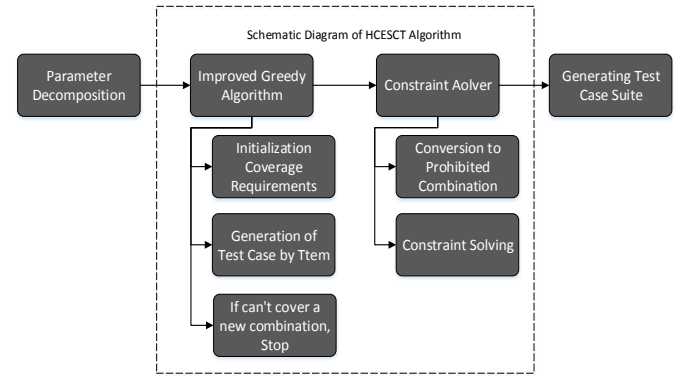 Schematic Diagram of HCESCT Algorithm
Parameter
Decomposition
Improved Greedy
Algorithm
Constraint Aolver
Generating Test
Case Suite
Initialization
Coverage
Requirements
Conversion to
Prohibited
Combination
Generation of
Test Case by Ttem
Constraint Solving
If can't cover a
new combination,
Stop